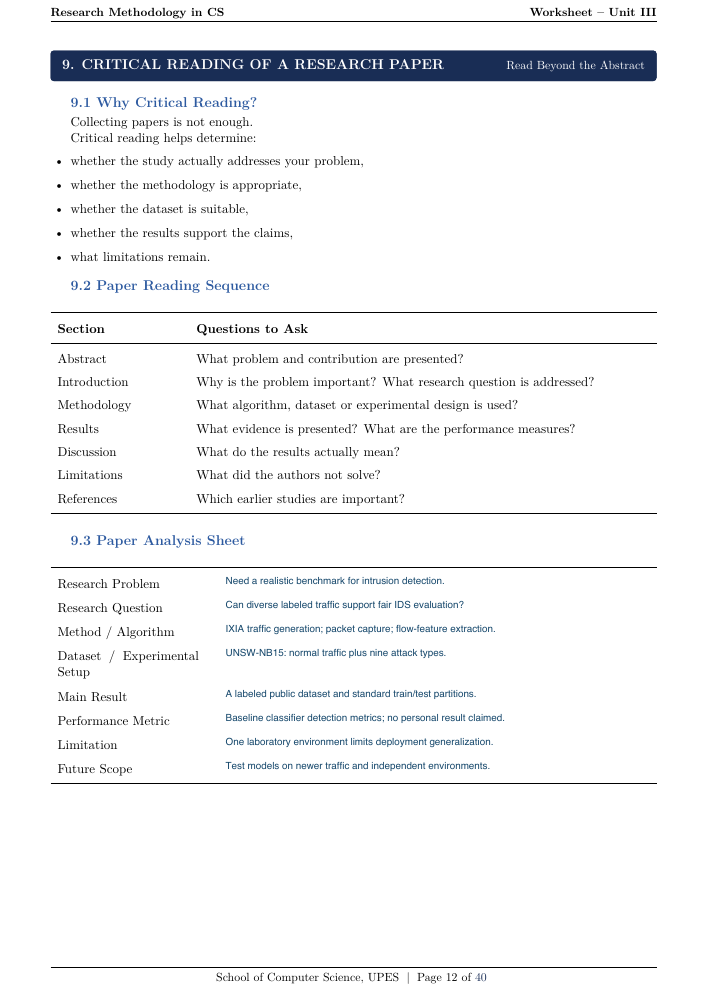 Research Methodology in CS Worksheet – Unit III
9. CRITICAL READING OF A RESEARCH PAPER Read Beyond the Abstract
9.1 Why Critical Reading?
Collecting papers is not enough.
Critical reading helps determine:
• whether the study actually addresses your problem,
• whether the methodology is appropriate,
• whether the dataset is suitable,
• whether the results support the claims,
• what limitations remain.
9.2 Paper Reading Sequence
Section Questions to Ask
Abstract What problem and contribution are presented?
Introduction Why is the problem important? What research question is addressed?
Methodology What algorithm, dataset or experimental design is used?
Results What evidence is presented? What are the performance measures?
Discussion What do the results actually mean?
Limitations What did the authors not solve?
References Which earlier studies are important?
9.3 Paper Analysis Sheet
Research Problem Need a realistic benchmark for intrusion detection.
Research Question Can diverse labeled traffic support fair IDS evaluation?
Method / Algorithm IXIA traffic generation; packet capture; flow-feature extraction.
Dataset / Experimental UNSW-NB15: normal traffic plus nine attack types.
Setup
Main Result A labeled public dataset and standard train/test partitions.
Performance Metric Baseline classifier detection metrics; no personal result claimed.
Limitation One laboratory environment limits deployment generalization.
Future Scope Test models on newer traffic and independent environments.
School of Computer Science, UPES | Page 12 of 40